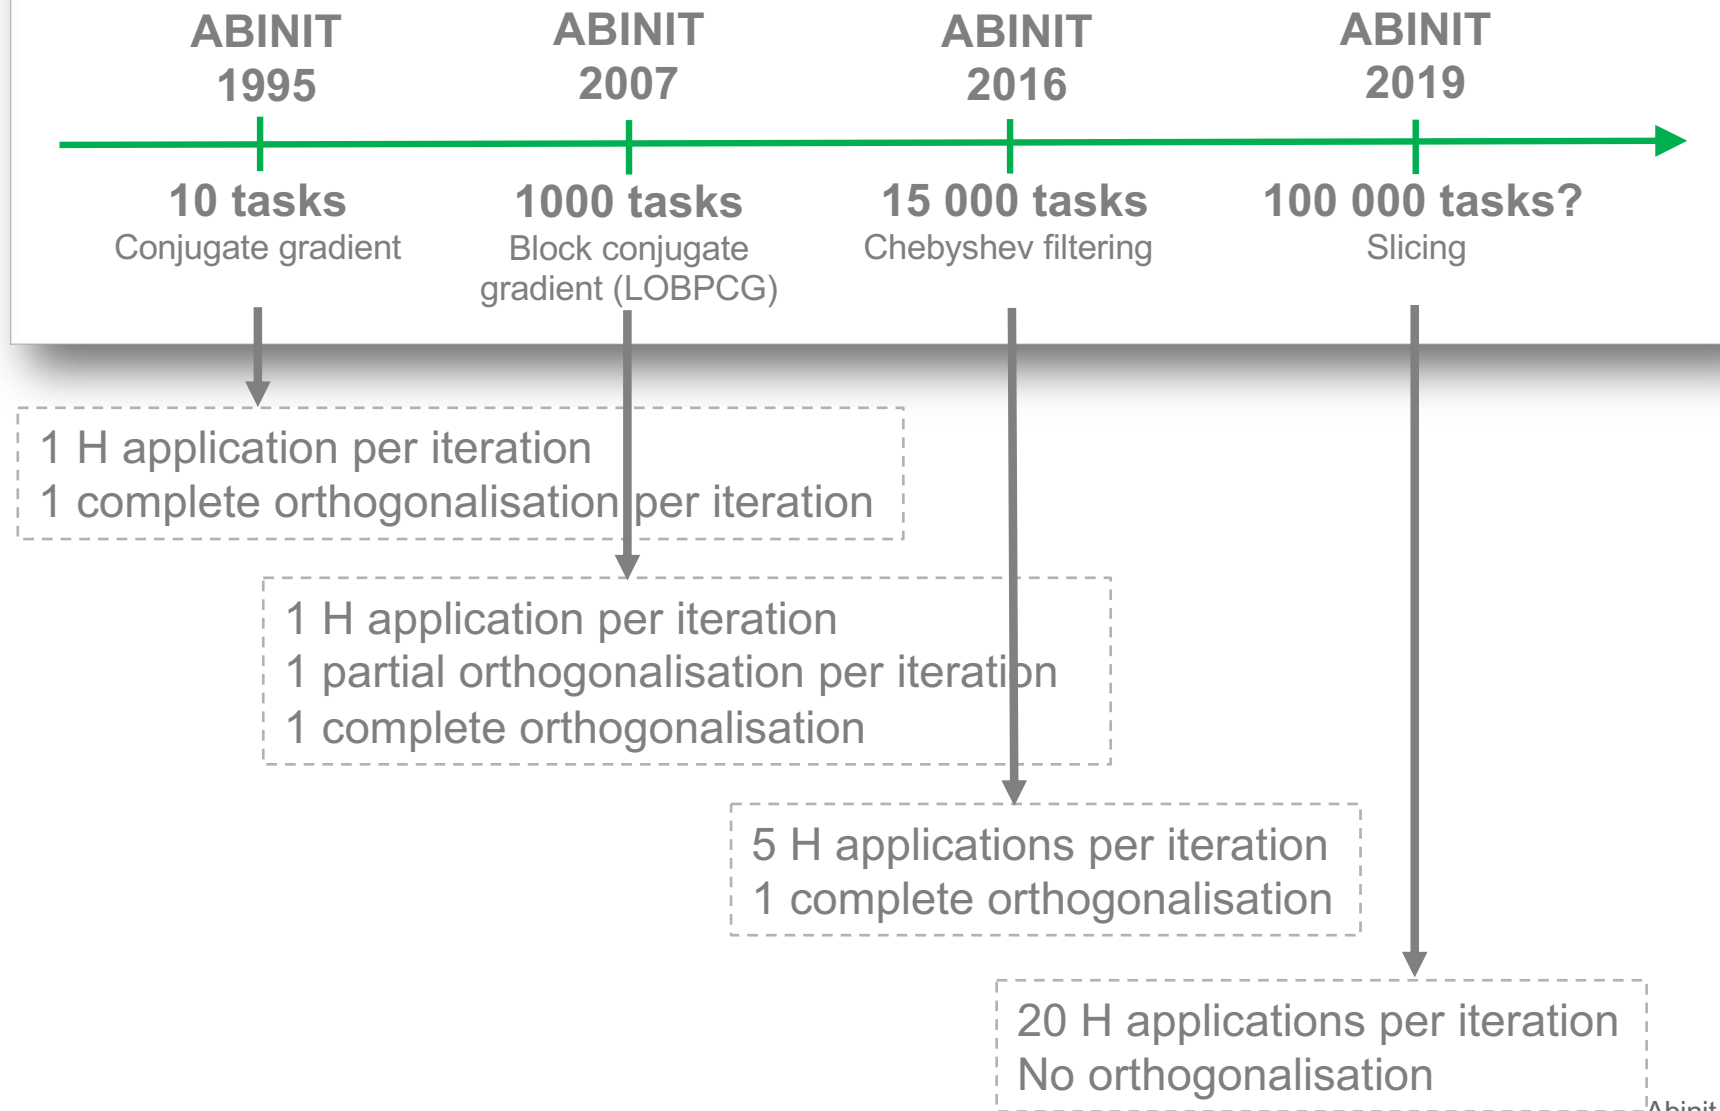 ABINIT
1995
ABINIT
2007
ABINIT
2016
ABINIT
2019
10 tasks
Conjugate gradient
1000 tasks
Block conjugate
gradient (LOBPCG)
15 000 tasks
Chebyshev filtering
100 000 tasks?
Slicing
1 H application per iteration
1 complete orthogonalisation per iteration
1 H application per iteration
1 partial orthogonalisation per iteration
1 complete orthogonalisation
5 H applications per iteration
1 complete orthogonalisation
20 H applications per iteration
No orthogonalisation
Abinit